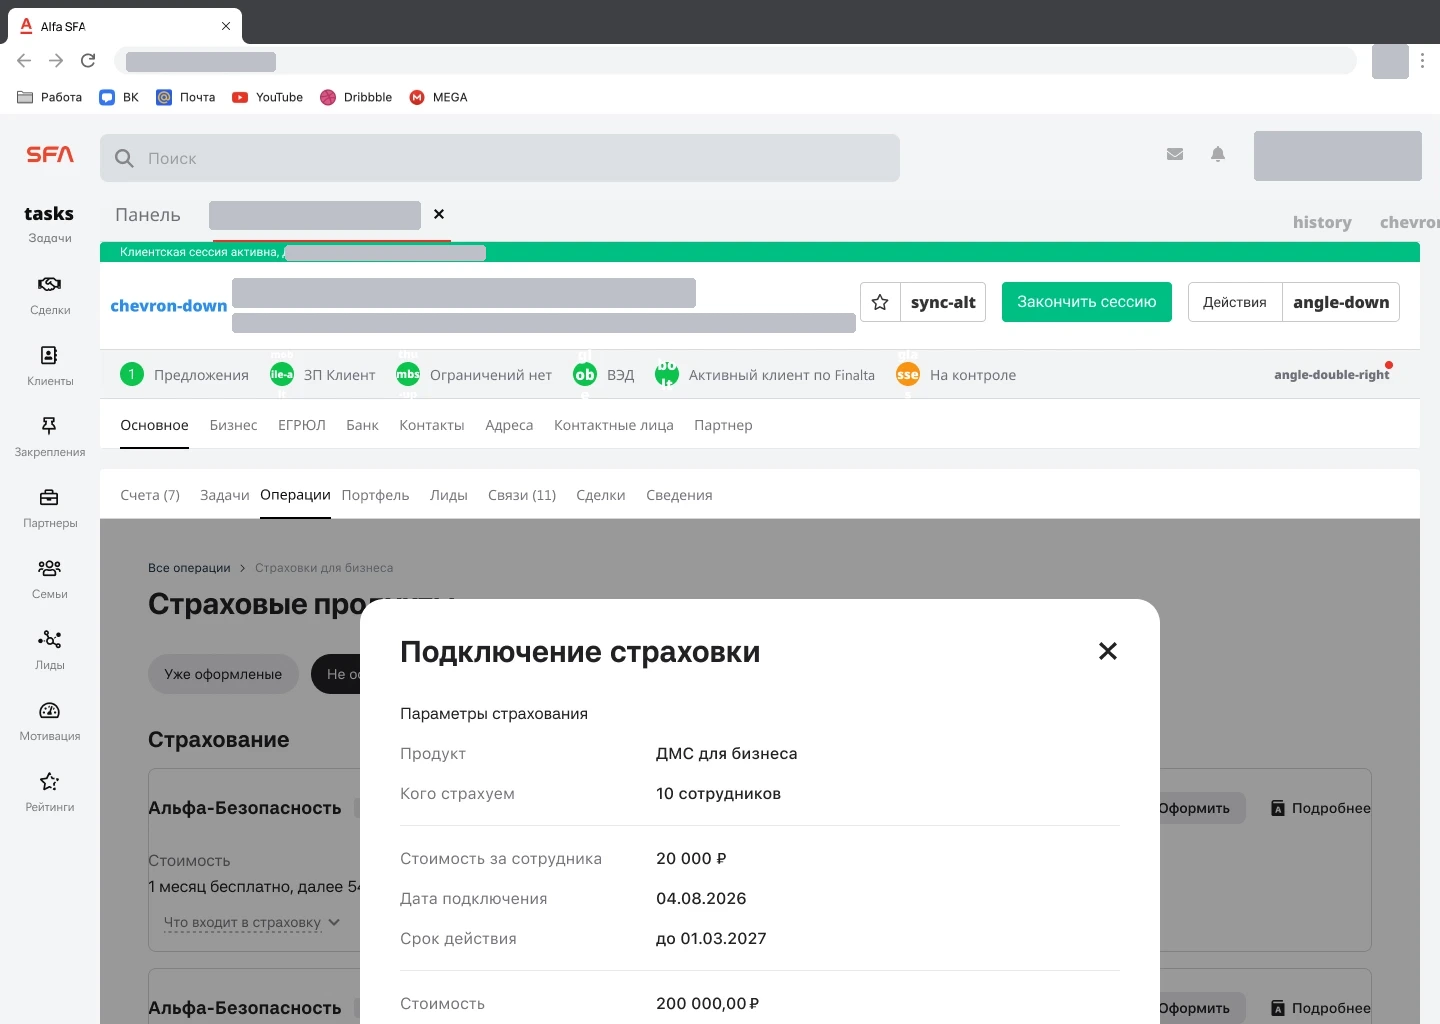 Alfa SFA
Работа ВК Почта YouTube Dribbble MEGA
SFA
Поиск
tasks
Задачи
Сделки
Клиенты
Закрепления
Партнеры
Семьи
Лиды
Мотивация
Рейтинги
Панель
history chevron
Клиентская сессия активна,
chevron-down
sync-alt Закончить сессию Действия angle-down
1 Предложения ЗП Клиент Ограничений нет ВЭД Активный клиент по Finalta На контроле angle-double-right
Основное Бизнес ЕГРЮЛ Банк Контакты Адреса Контактные лица Партнер
Счета (7) Задачи Операции Портфель Лиды Связи (11) Сделки Сведения
Все операции > Страховки для бизнеса
Страховые продукты
Уже оформленые Не о
Страхование
Альфа-Безопасность Оформить Подробнее
Стоимость
1 месяц бесплатно, далее 54
Что входит в страховку
Альфа-Безопасность Оформить Подробнее
Подключение страховки
Параметры страхования
Продукт ДМС для бизнеса
Кого страхуем 10 сотрудников
Стоимость за сотрудника 20 000 ₽
Дата подключения 04.08.2026
Срок действия до 01.03.2027
Стоимость 200 000,00 ₽